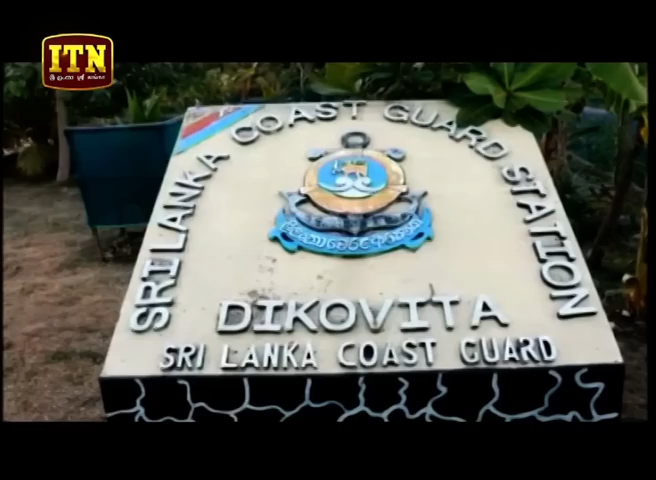 ITN
SRI LANKA COAST GUARD STATION
DIKOVITA
SRI LANKA COAST GUARD